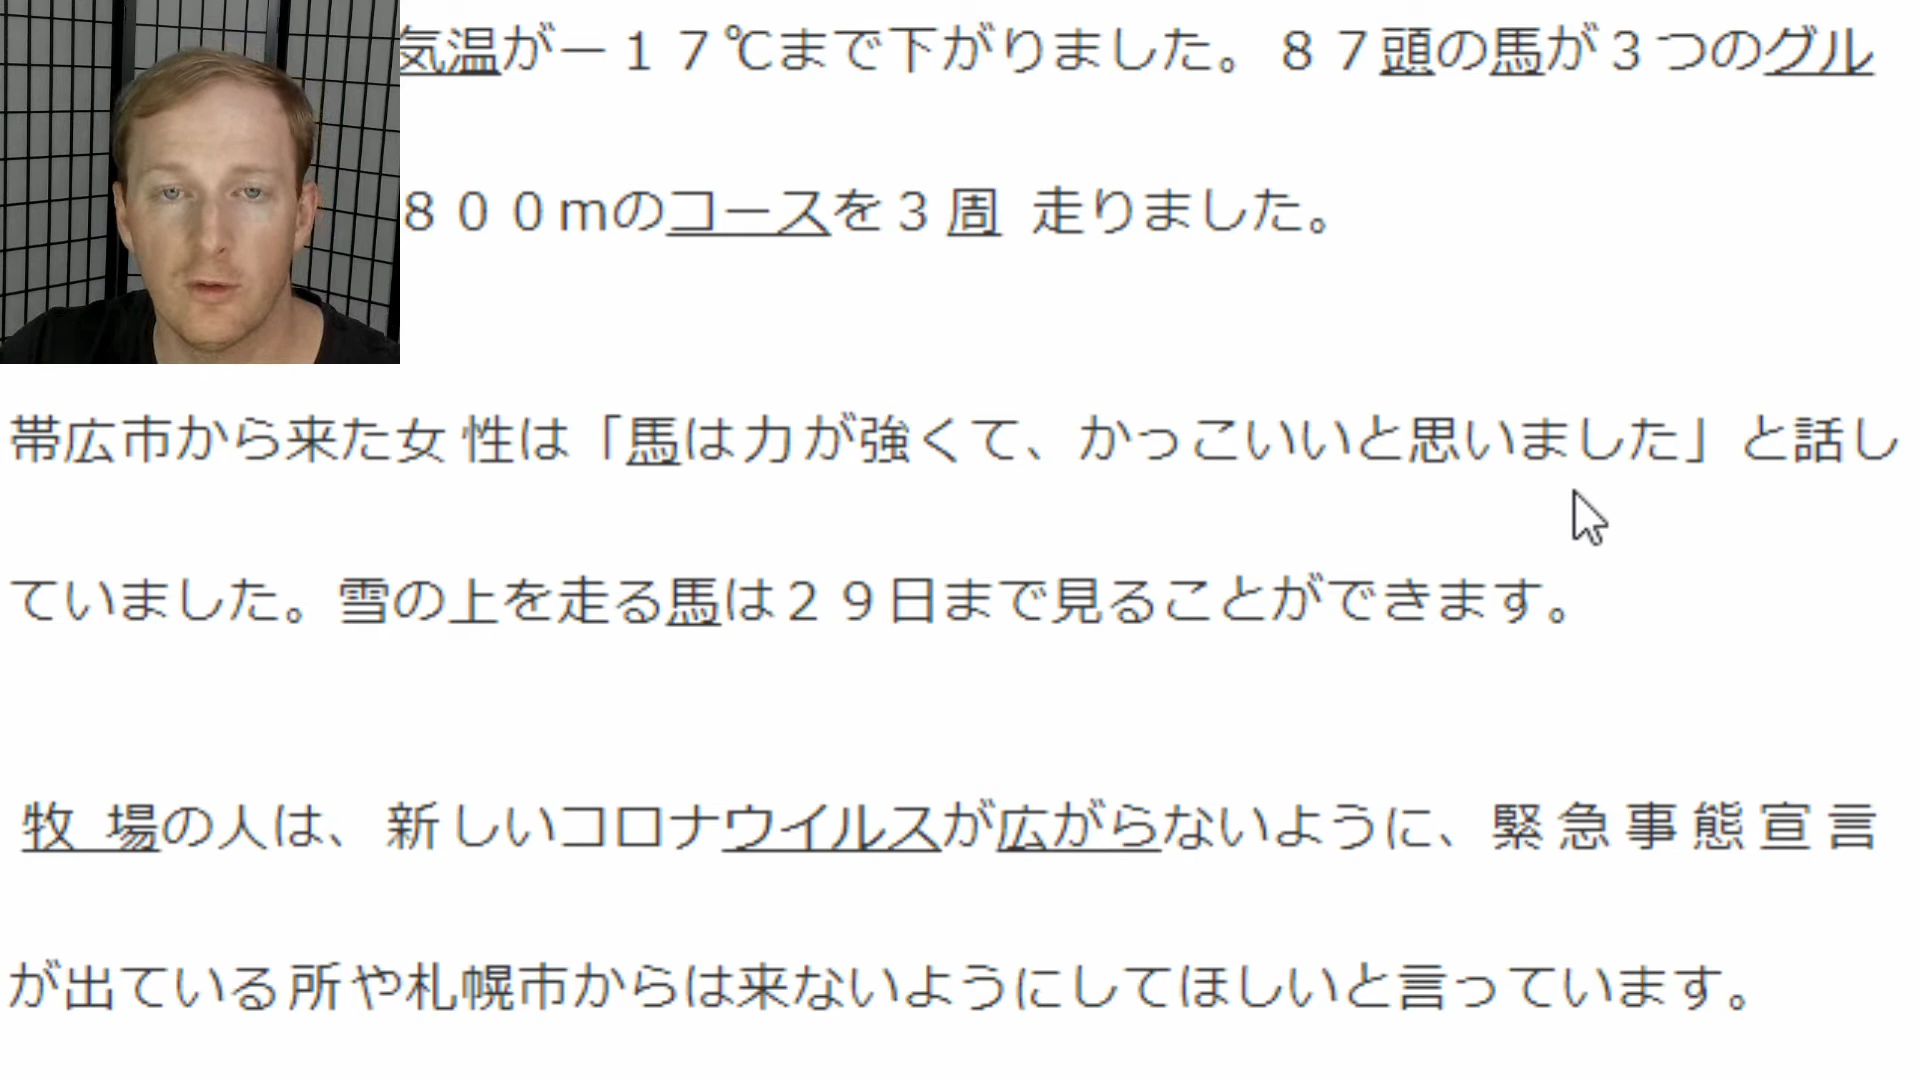 気温が－１７℃まで下がりました。８７頭の馬が３つのグル
８００ｍのコースを３周 走りました。
帯広市から来た女性は「馬は力が強くて、かっこいいと思いました」と話し
ていました。雪の上を走る馬は２９日まで見ることができます。
牧場の人は、新しいコロナウイルスが広がらないように、緊急事態宣言
が出ている所や札幌市からは来ないようにしてほしいと言っています。